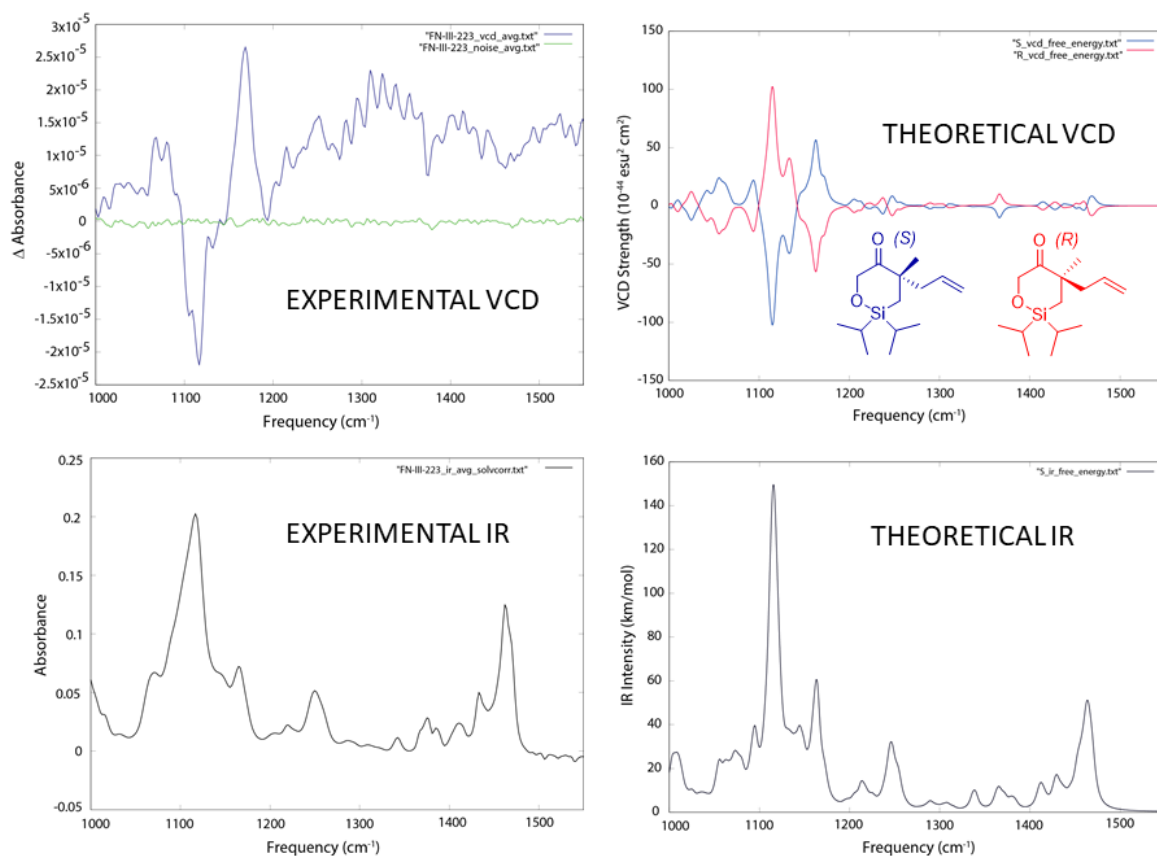 3x10⁻⁵
2.5x10⁻⁵
2x10⁻⁵
1.5x10⁻⁵
1x10⁻⁵
5x10⁻⁶
0
-5x10⁻⁶
-1x10⁻⁵
-1.5x10⁻⁵
-2x10⁻⁵
-2.5x10⁻⁵
Δ Absorbance
"FN-III-223_vcd_avg.txt"
"FN-III-223_noise_avg.txt"
EXPERIMENTAL VCD
1000 1100 1200 1300 1400 1500
Frequency (cm⁻¹)
150
100
50
0
-50
-100
-150
VCD Strength (10⁻⁴⁴ esu² cm²)
"S_vcd_free_energy.txt"
"R_vcd_free_energy.txt"
THEORETICAL VCD
O (S)
O
Si
O (R)
O
Si
1000 1100 1200 1300 1400 1500
Frequency (cm⁻¹)
0.25
0.2
0.15
0.1
0.05
0
-0.05
Absorbance
"FN-III-223_ir_avg_solvcorr.txt"
EXPERIMENTAL IR
1000 1100 1200 1300 1400 1500
Frequency (cm⁻¹)
160
140
120
100
80
60
40
20
0
IR Intensity (km/mol)
"S_ir_free_energy.txt"
THEORETICAL IR
1000 1100 1200 1300 1400 1500
Frequency (cm⁻¹)